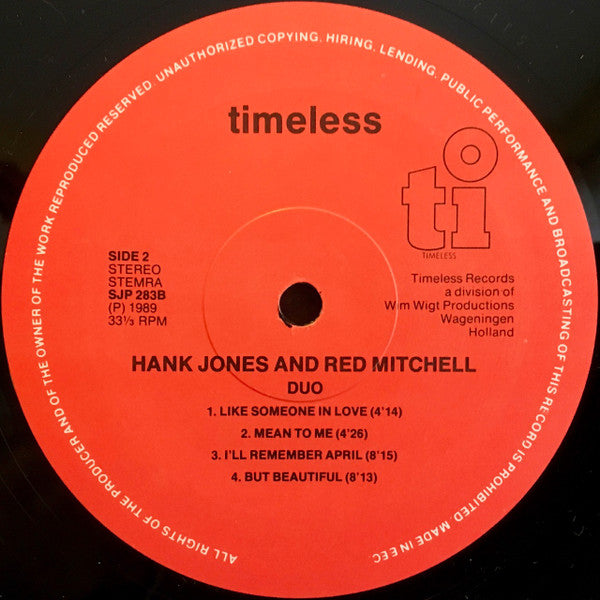 ALL RIGHTS OF THE PRODUCER AND OF THE OWNER OF THE WORK REPRODUCED RESERVED. UNAUTHORIZED COPYING, HIRING, LENDING, PUBLIC PERFORMANCE AND BROADCASTING OF THIS RECORD IS PROHIBITED. MADE IN EEC
timeless
ti
TIMELESS
SIDE 2
STEREO
STEMRA
SJP 283B
(P) 1989
33⅓ RPM
Timeless Records
a division of
Wim Wigt Productions
Wageningen
Holland
HANK JONES AND RED MITCHELL
DUO
1. LIKE SOMEONE IN LOVE (4'14)
2. MEAN TO ME (4'26)
3. I'LL REMEMBER APRIL (8'15)
4. BUT BEAUTIFUL (8'13)